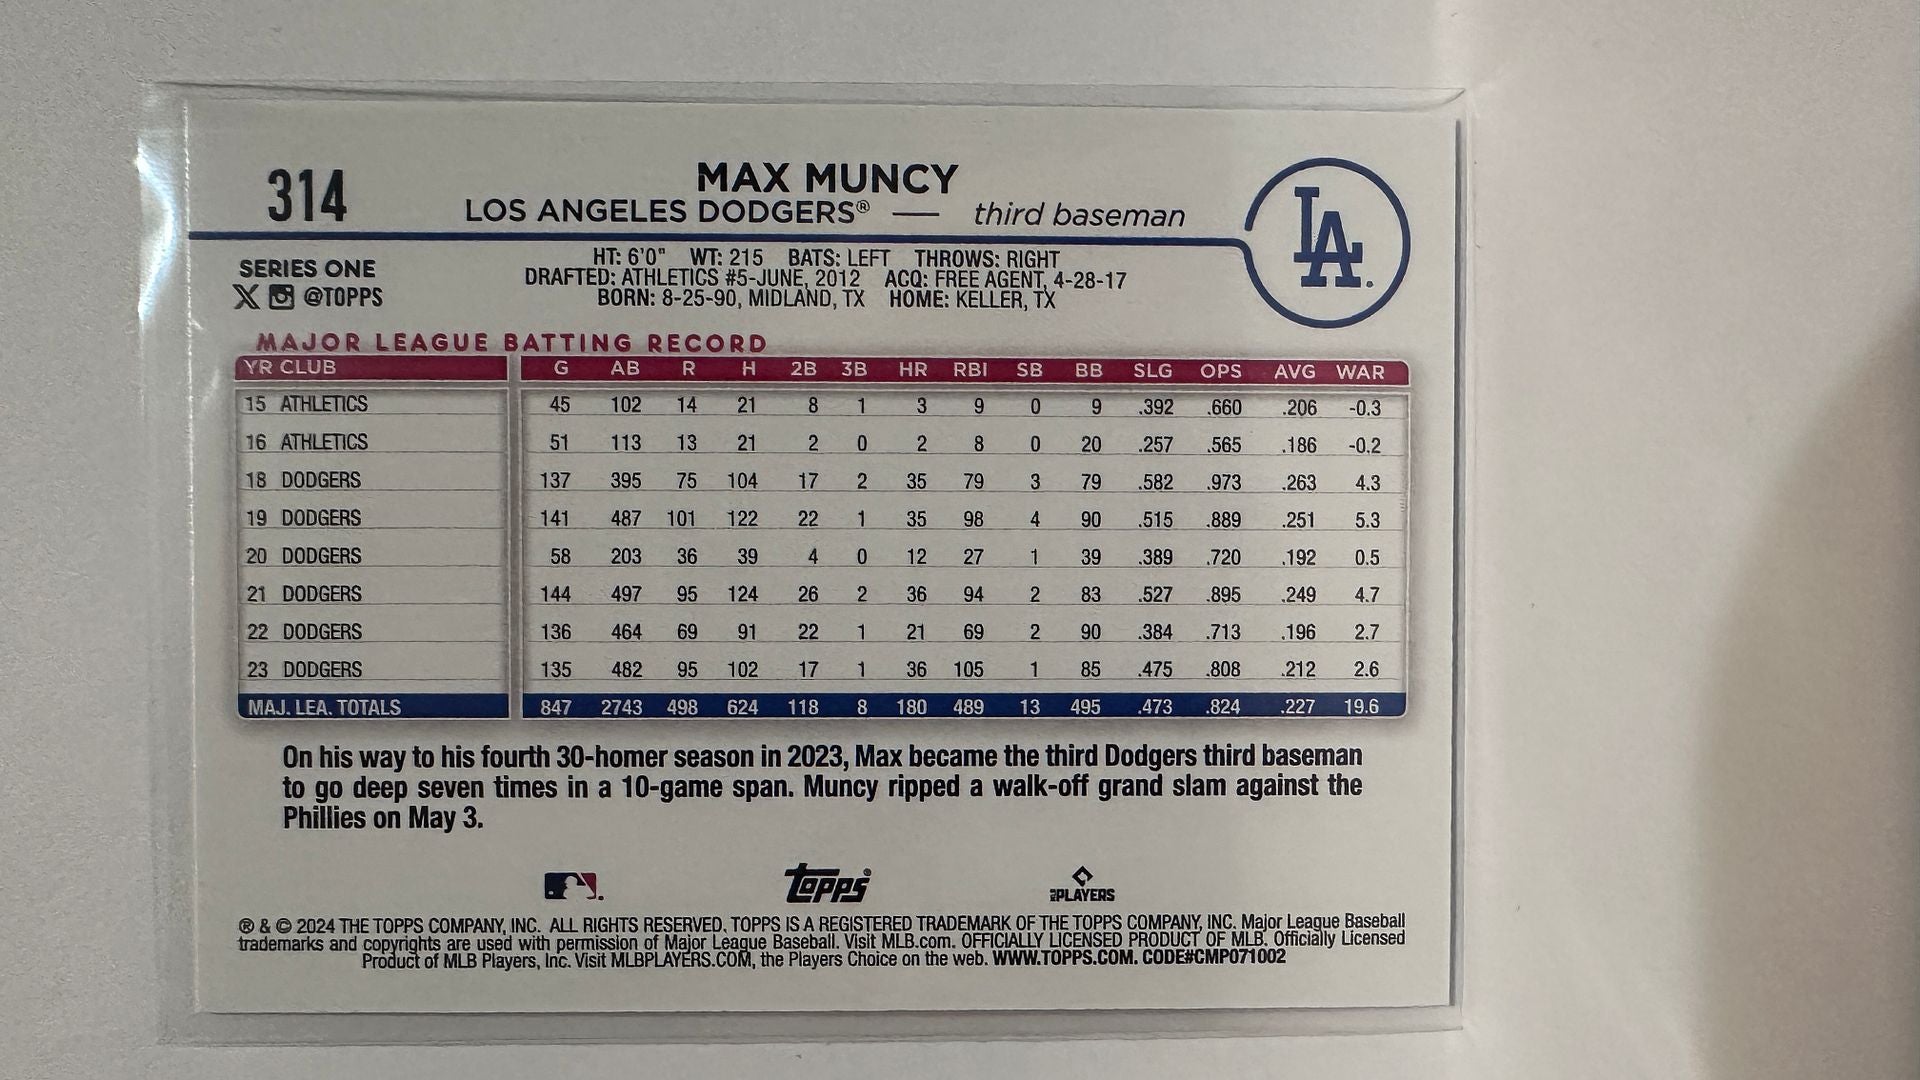 314
MAX MUNCY
LOS ANGELES DODGERS® — third baseman
LA.
SERIES ONE
X @TOPPS
HT: 6'0" WT: 215 BATS: LEFT THROWS: RIGHT
DRAFTED: ATHLETICS #5-JUNE, 2012 ACQ: FREE AGENT, 4-28-17
BORN: 8-25-90, MIDLAND, TX HOME: KELLER, TX
MAJOR LEAGUE BATTING RECORD
YR CLUB G AB R H 2B 3B HR RBI SB BB SLG OPS AVG WAR
15 ATHLETICS 45 102 14 21 8 1 3 9 0 9 .392 .660 .206 -0.3
16 ATHLETICS 51 113 13 21 2 0 2 8 0 20 .257 .565 .186 -0.2
18 DODGERS 137 395 75 104 17 2 35 79 3 79 .582 .973 .263 4.3
19 DODGERS 141 487 101 122 22 1 35 98 4 90 .515 .889 .251 5.3
20 DODGERS 58 203 36 39 4 0 12 27 1 39 .389 .720 .192 0.5
21 DODGERS 144 497 95 124 26 2 36 94 2 83 .527 .895 .249 4.7
22 DODGERS 136 464 69 91 22 1 21 69 2 90 .384 .713 .196 2.7
23 DODGERS 135 482 95 102 17 1 36 105 1 85 .475 .808 .212 2.6
MAJ. LEA. TOTALS 847 2743 498 624 118 8 180 489 13 495 .473 .824 .227 19.6
On his way to his fourth 30-homer season in 2023, Max became the third Dodgers third baseman
to go deep seven times in a 10-game span. Muncy ripped a walk-off grand slam against the
Phillies on May 3.
topps®
PLAYERS
® & © 2024 THE TOPPS COMPANY, INC. ALL RIGHTS RESERVED. TOPPS IS A REGISTERED TRADEMARK OF THE TOPPS COMPANY, INC. Major League Baseball
trademarks and copyrights are used with permission of Major League Baseball. Visit MLB.com. OFFICIALLY LICENSED PRODUCT OF MLB. Officially Licensed
Product of MLB Players, Inc. Visit MLBPLAYERS.COM, the Players Choice on the web. WWW.TOPPS.COM. CODE#CMP071002